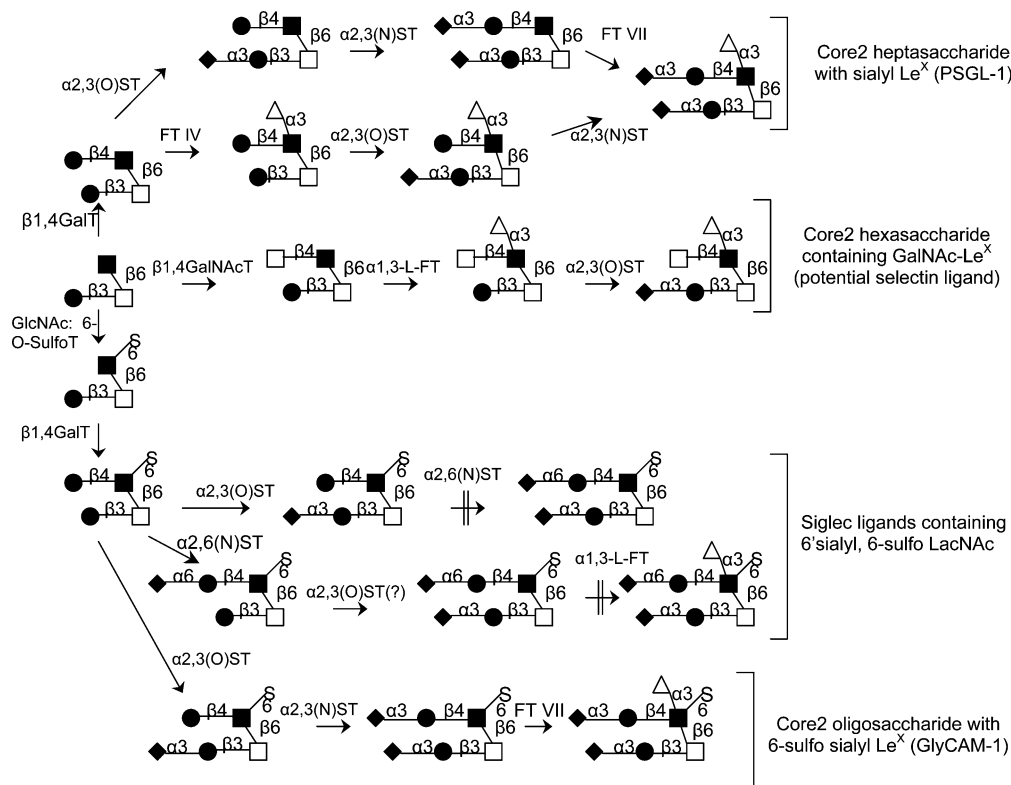 β4 α2,3(N)ST α3 β4 FT VII
β6 β6
α3 β3 α3 β3
α3
α3 β4
β6
α3 β3
Core2 heptasaccharide
with sialyl Le^X (PSGL-1)
α2,3(O)ST
FT IV
α3
β4
β6
β3
α2,3(O)ST
α3
β4
β6
α3 β3
α2,3(N)ST
β4
β6
β3
β1,4GalT
β6
β3
β1,4GalNAcT
β4
β6
β3
α1,3-L-FT
α3
β4
β6
β3
α2,3(O)ST
α3
β4
β6
α3 β3
Core2 hexasaccharide
containing GalNAc-Le^X
(potential selectin ligand)
GlcNAc: 6-
O-SulfoT
S
6
β6
β3
β1,4GalT
S
6
β4
β6
β3
α2,3(O)ST
S
6
β4
β6
α3 β3
α2,6(N)ST
S
6
α6 β4
β6
α3 β3
Siglec ligands containing
6'sialyl, 6-sulfo LacNAc
α2,6(N)ST
S
6
α6 β4
β6
β3
α2,3(O)ST(?)
S
6
α6 β4
β6
α3 β3
α1,3-L-FT
S
α3 6
α6 β4
β6
α3 β3
α2,3(O)ST
S
6
β4
β6
α3 β3
α2,3(N)ST
S
6
α3 β4
β6
α3 β3
FT VII
S
α3 6
α3 β4
β6
α3 β3
Core2 oligosaccharide with
6-sulfo sialyl Le^X (GlyCAM-1)